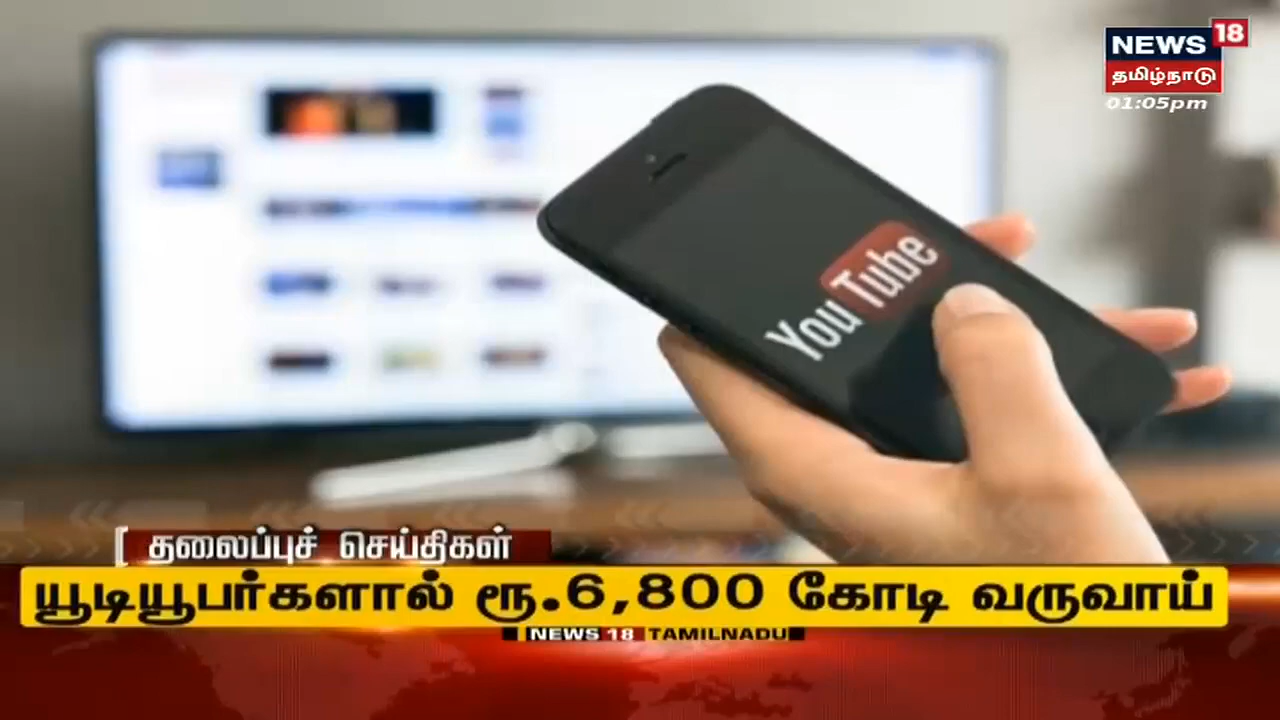 NEWS 18
தமிழ்நாடு
01:05pm
YouTube
தலைப்புச் செய்திகள்
யூடியூபர்களால் ரூ.6,800 கோடி வருவாய்
NEWS 18 TAMILNADU